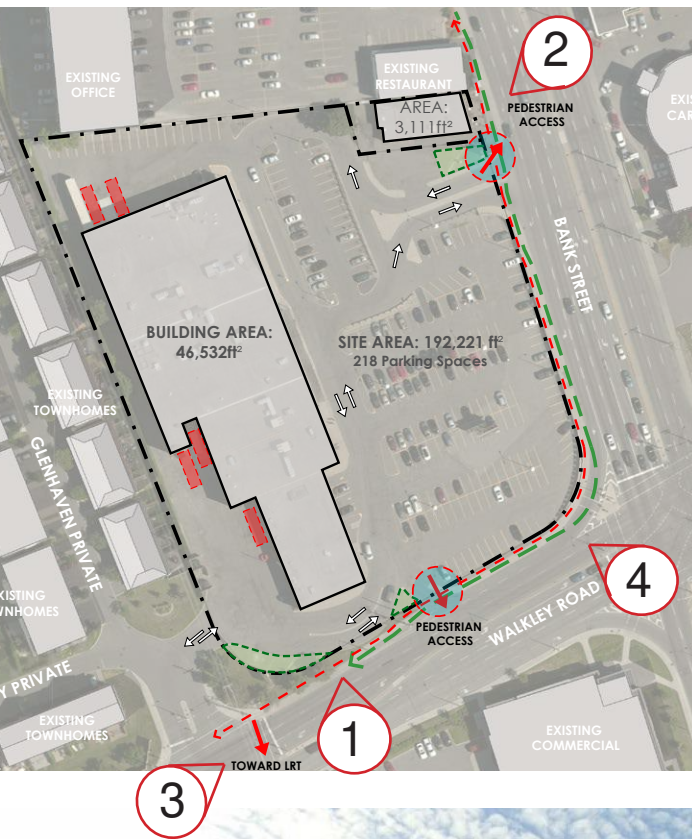 2
EXISTING
OFFICE
EXISTING
RESTAURANT
AREA:
3,111ft²
PEDESTRIAN
ACCESS
BANK STREET
BUILDING AREA:
46,532ft²
SITE AREA: 192,221 ft²
218 Parking Spaces
EXISTING
TOWNHOMES
GLENHAVEN PRIVATE
4
PEDESTRIAN
ACCESS
WALKLEY ROAD
PRIVATE
EXISTING
TOWNHOMES
1
EXISTING
COMMERCIAL
TOWARD LRT
3